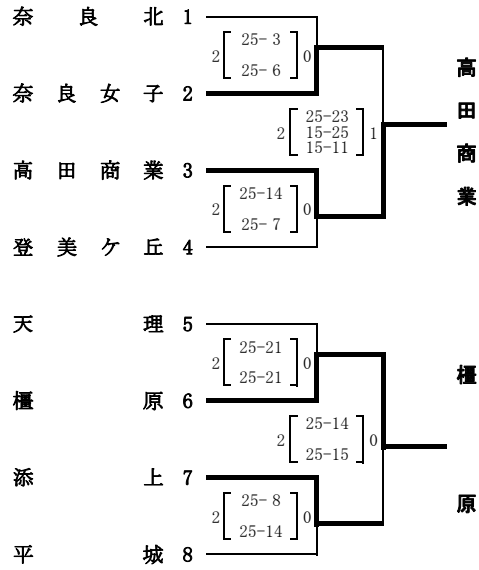 奈良北 1
2 25- 3 0
25- 6
奈良女子 2
2 25-23 1
15-25
15-11
高田商業 3
2 25-14 0
25- 7
登美ケ丘 4
高田商業
天理 5
2 25-21 0
25-21
橿原 6
2 25-14 0
25-15
添上 7
2 25- 8 0
25-14
平城 8
橿原